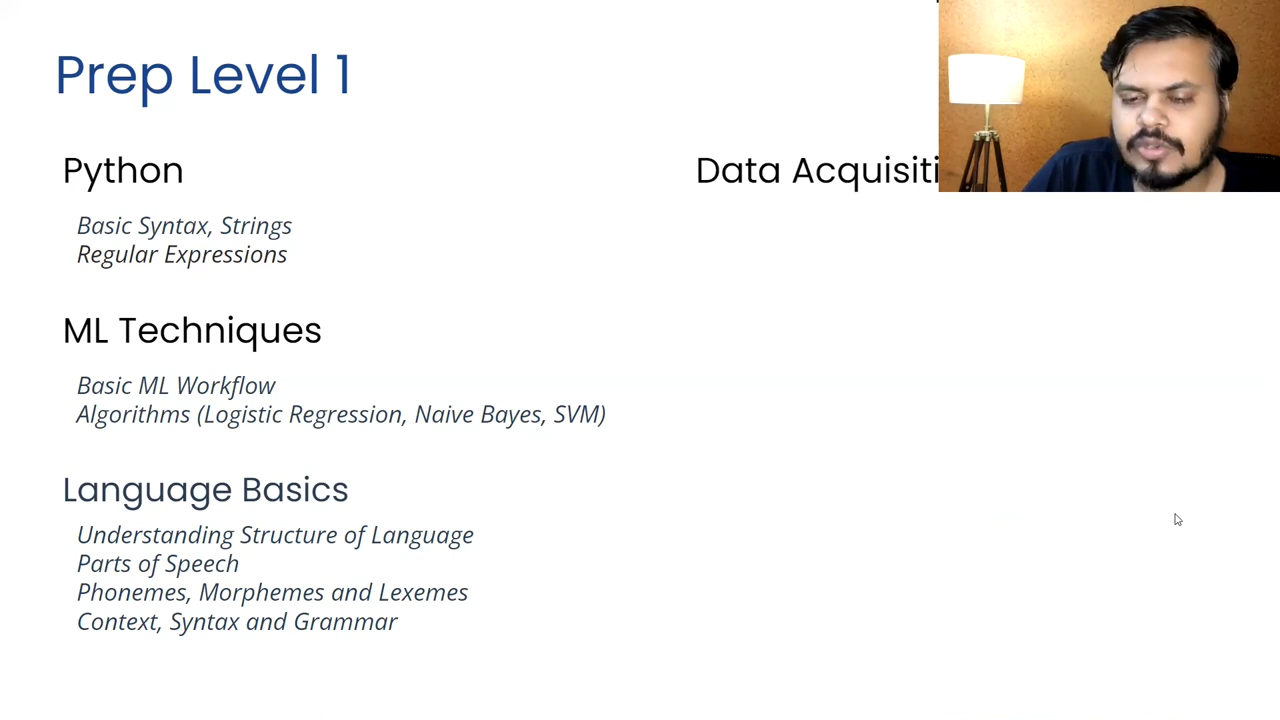 Prep Level 1
Python
Basic Syntax, Strings
Regular Expressions
ML Techniques
Basic ML Workflow
Algorithms (Logistic Regression, Naive Bayes, SVM)
Language Basics
Understanding Structure of Language
Parts of Speech
Phonemes, Morphemes and Lexemes
Context, Syntax and Grammar
Data